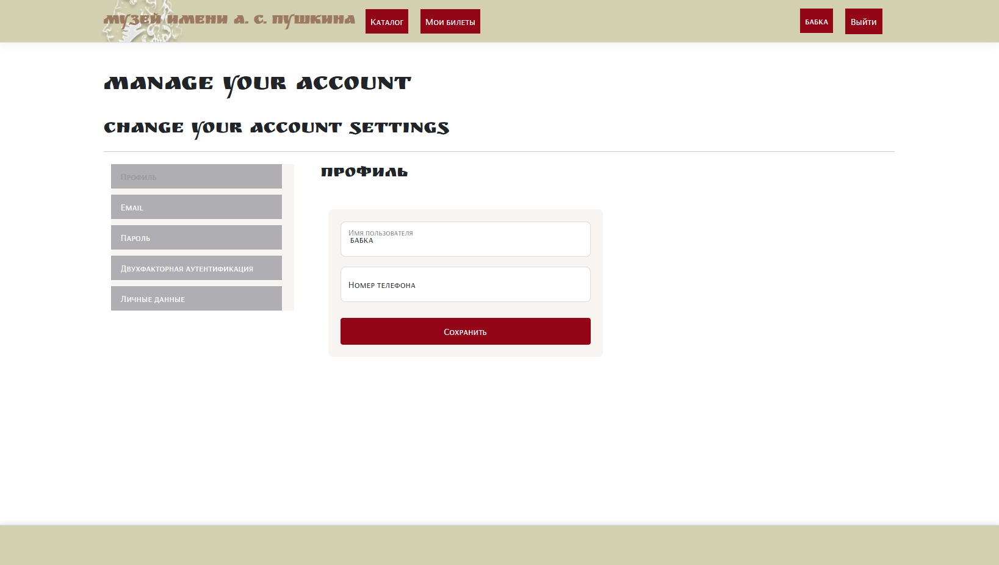 Музей имени А. С. Пушкина
Каталог
Мои билеты
БАБКА
Выйти
Manage your account
Change your account settings
Профиль
Email
Пароль
Двухфакторная аутентификация
Личные данные
Профиль
Имя пользователя
БАБКА
Номер телефона
Сохранить